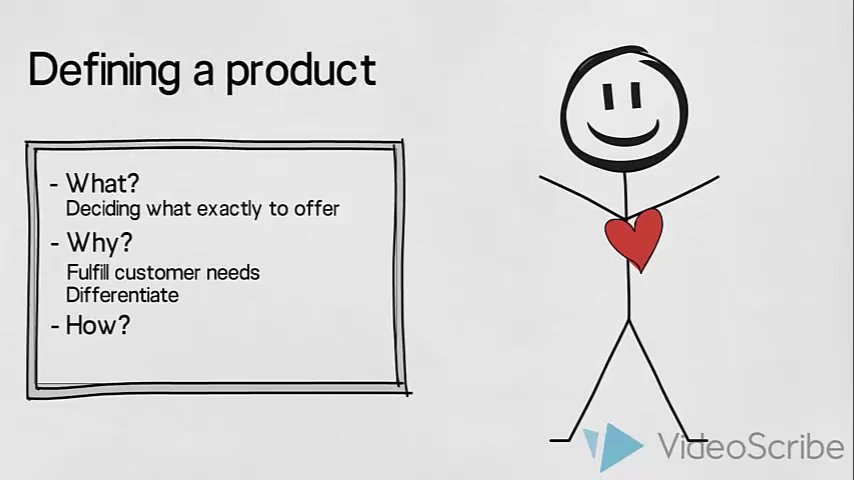 Defining a product
- What?
Deciding what exactly to offer
- Why?
Fulfill customer needs
Differentiate
- How?
VideoScribe